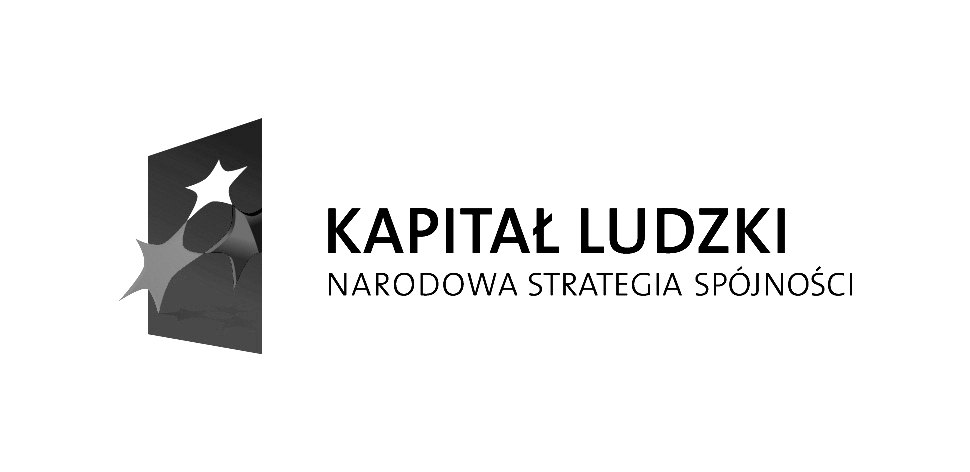 KAPITAŁ LUDZKI
NARODOWA STRATEGIA SPÓJNOŚCI